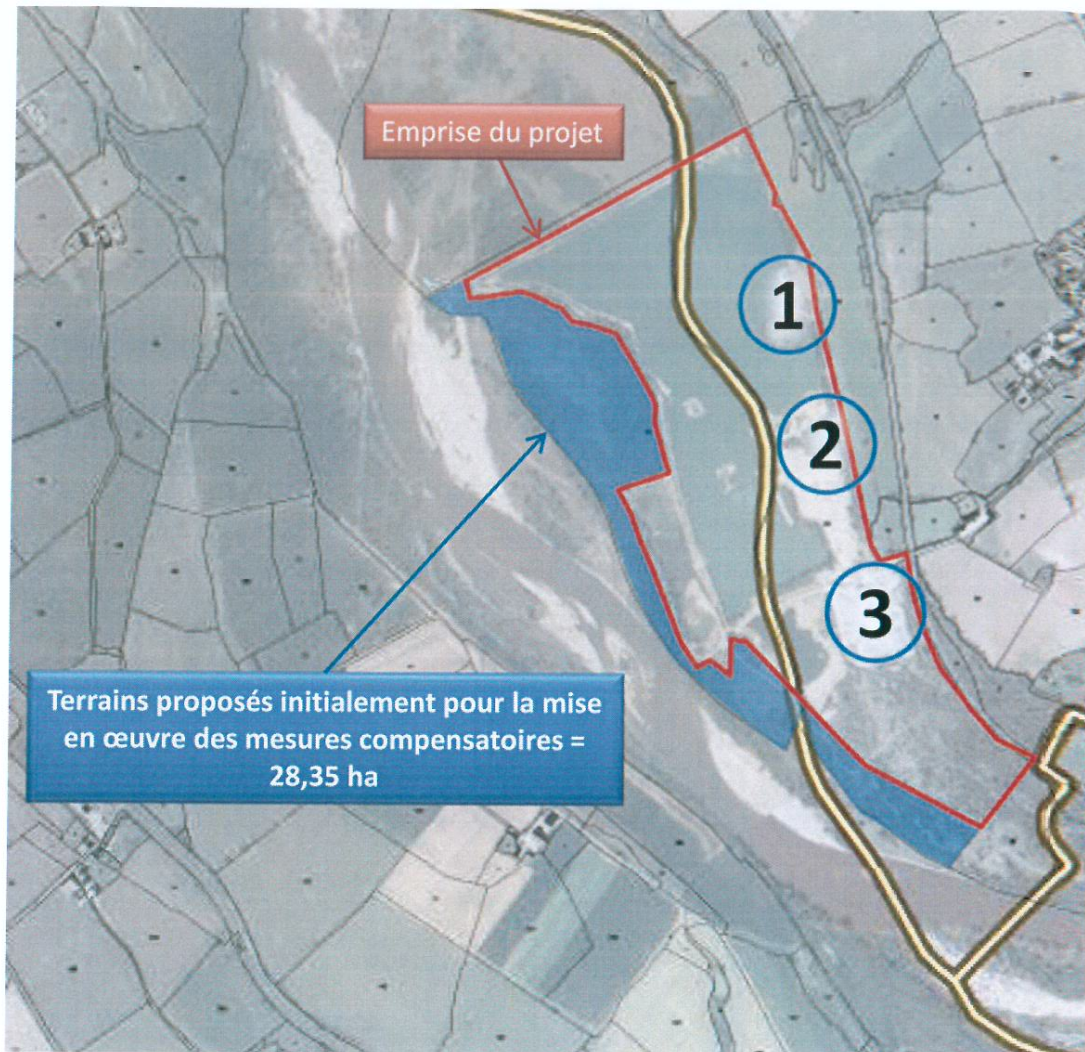 Emprise du projet
1
2
3
Terrains proposés initialement pour la mise
en œuvre des mesures compensatoires =
28,35 ha